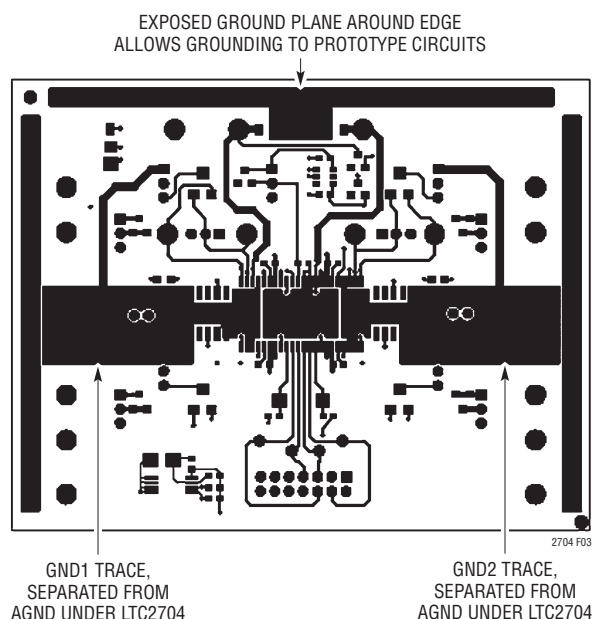 EXPOSED GROUND PLANE AROUND EDGE
ALLOWS GROUNDING TO PROTOTYPE CIRCUITS
2704 F03
GND1 TRACE,
SEPARATED FROM
AGND UNDER LTC2704
GND2 TRACE,
SEPARATED FROM
AGND UNDER LTC2704